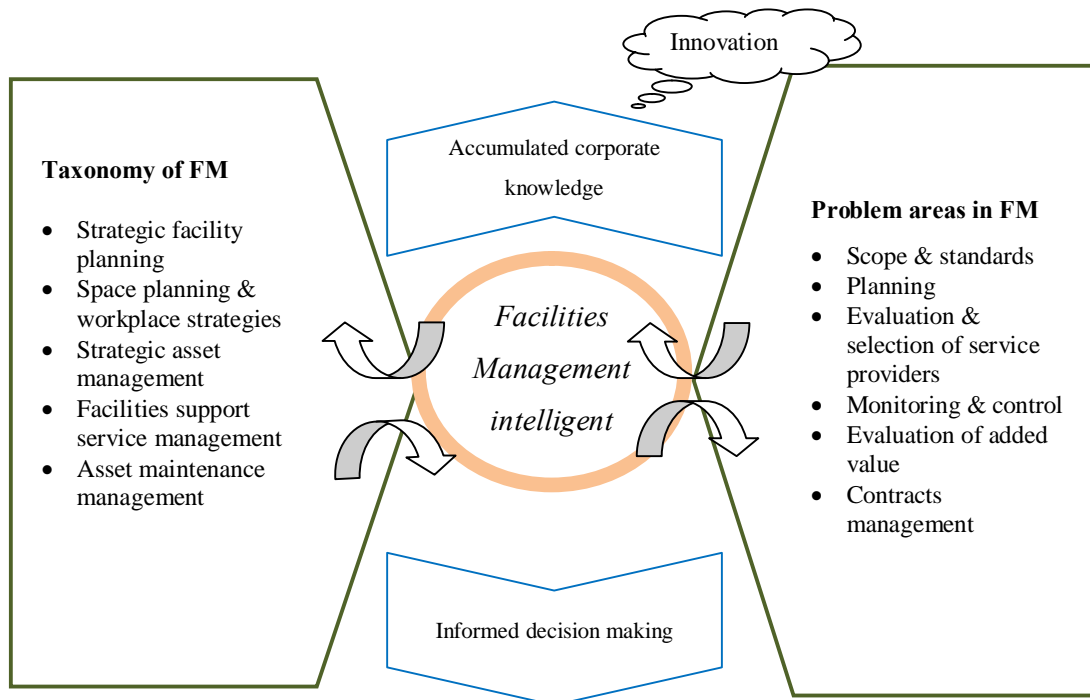 Innovation
Taxonomy of FM
• Strategic facility
planning
• Space planning &
workplace strategies
• Strategic asset
management
• Facilities support
service management
• Asset maintenance
management
Accumulated corporate
knowledge
Facilities
Management
intelligent
Informed decision making
Problem areas in FM
• Scope & standards
• Planning
• Evaluation &
selection of service
providers
• Monitoring & control
• Evaluation of added
value
• Contracts
management